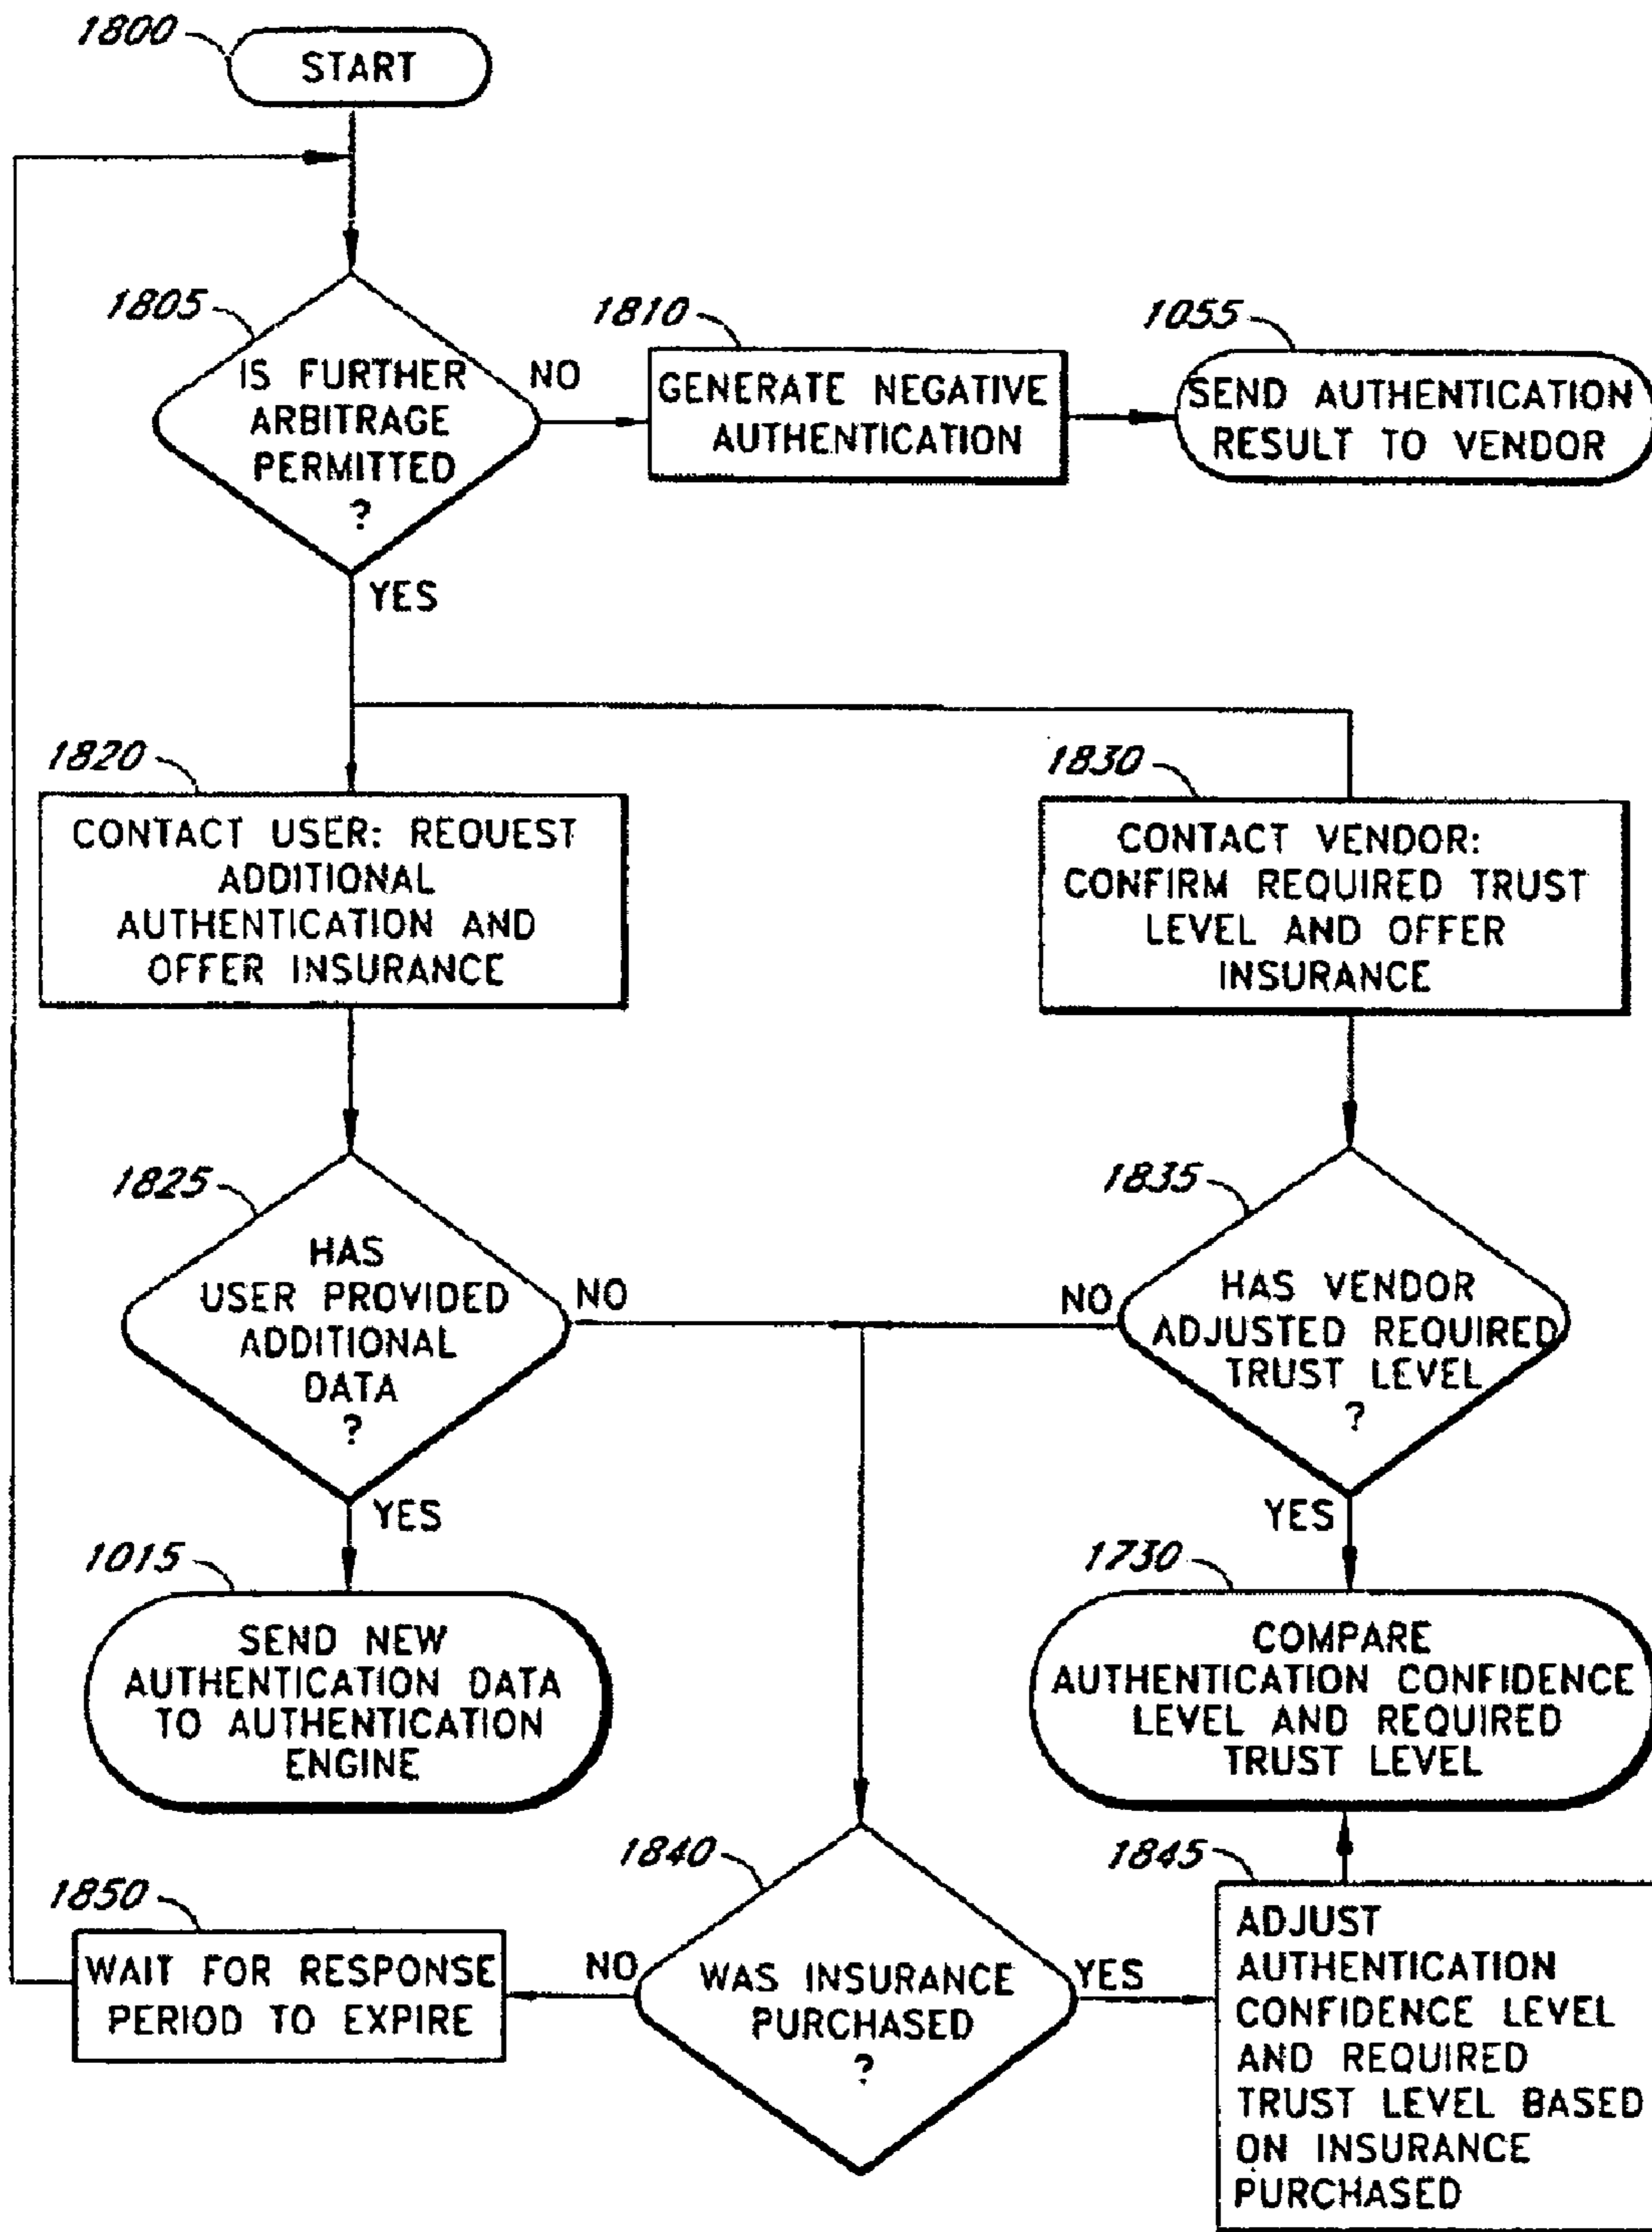 1800
START
1805
IS FURTHER
ARBITRAGE
PERMITTED
?
NO
YES
1810
GENERATE NEGATIVE
AUTHENTICATION
1055
SEND AUTHENTICATION
RESULT TO VENDOR
1820
CONTACT USER: REQUEST
ADDITIONAL
AUTHENTICATION AND
OFFER INSURANCE
1830
CONTACT VENDOR:
CONFIRM REQUIRED TRUST
LEVEL AND OFFER
INSURANCE
1825
HAS
USER PROVIDED
ADDITIONAL
DATA
?
NO
YES
1835
HAS VENDOR
ADJUSTED REQUIRED
TRUST LEVEL
?
NO
YES
1015
SEND NEW
AUTHENTICATION DATA
TO AUTHENTICATION
ENGINE
1730
COMPARE
AUTHENTICATION CONFIDENCE
LEVEL AND REQUIRED
TRUST LEVEL
1840
WAS INSURANCE
PURCHASED
?
NO
YES
1850
WAIT FOR RESPONSE
PERIOD TO EXPIRE
1845
ADJUST
AUTHENTICATION
CONFIDENCE LEVEL
AND REQUIRED
TRUST LEVEL BASED
ON INSURANCE
PURCHASED